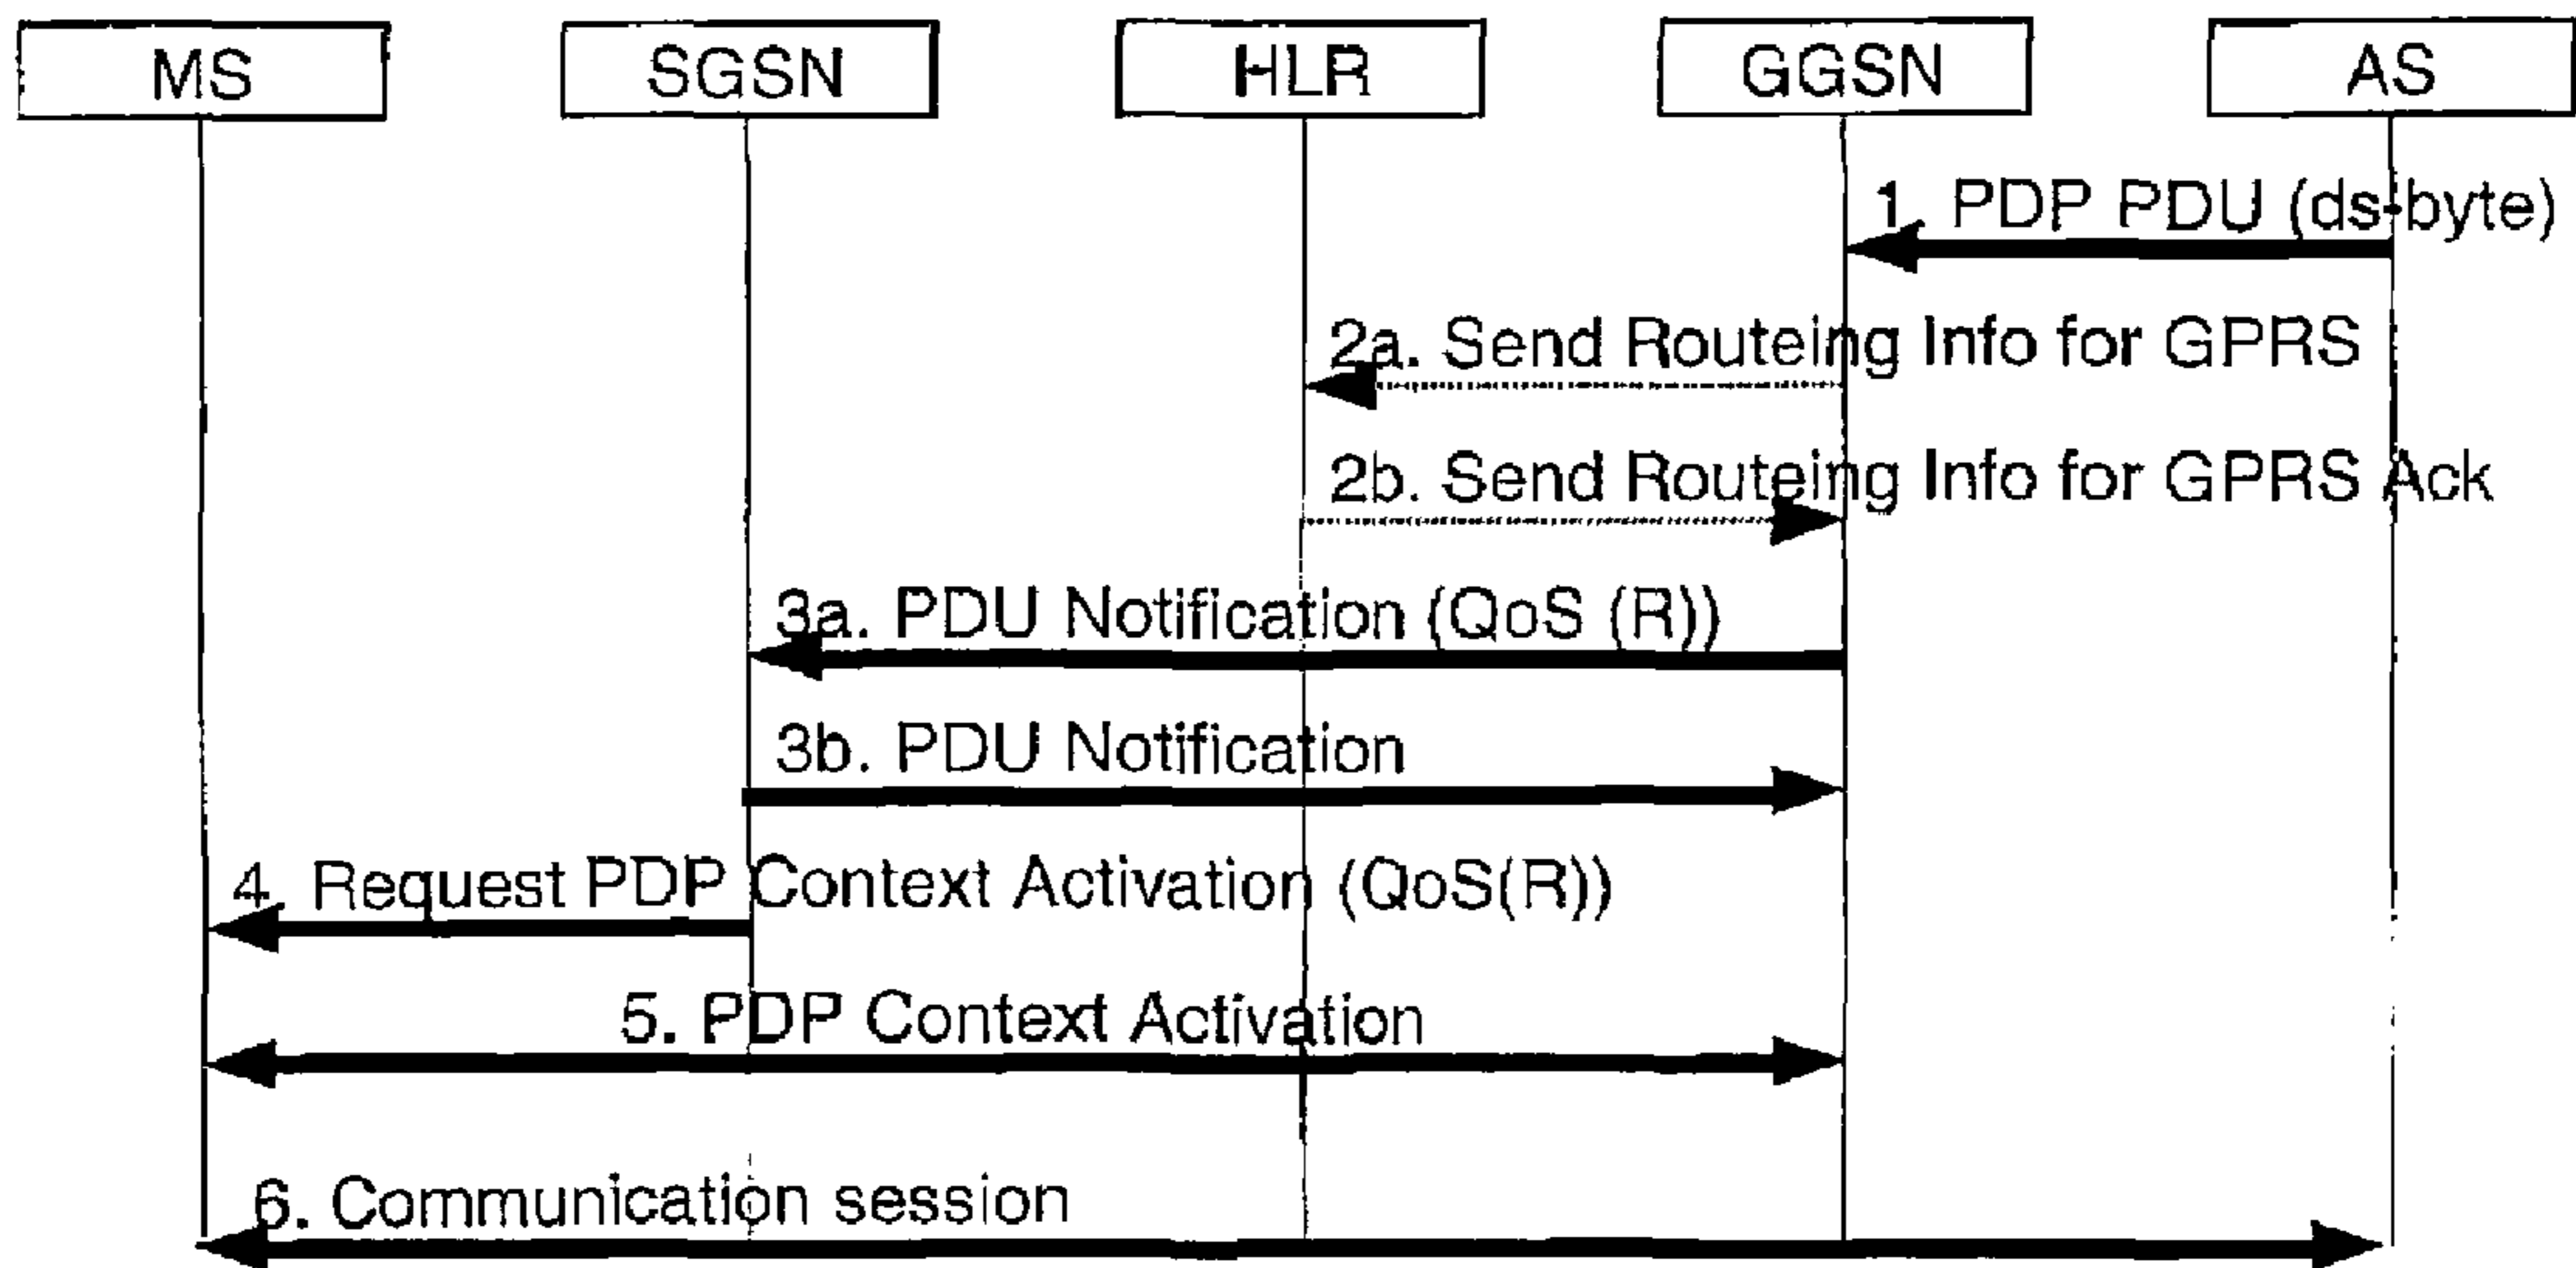 MS SGSN HLR GGSN AS
1. PDP PDU (ds-byte)
2a. Send Routeing Info for GPRS
2b. Send Routeing Info for GPRS Ack
3a. PDU Notification (QoS (R))
3b. PDU Notification
4. Request PDP Context Activation (QoS(R))
5. PDP Context Activation
6. Communication session